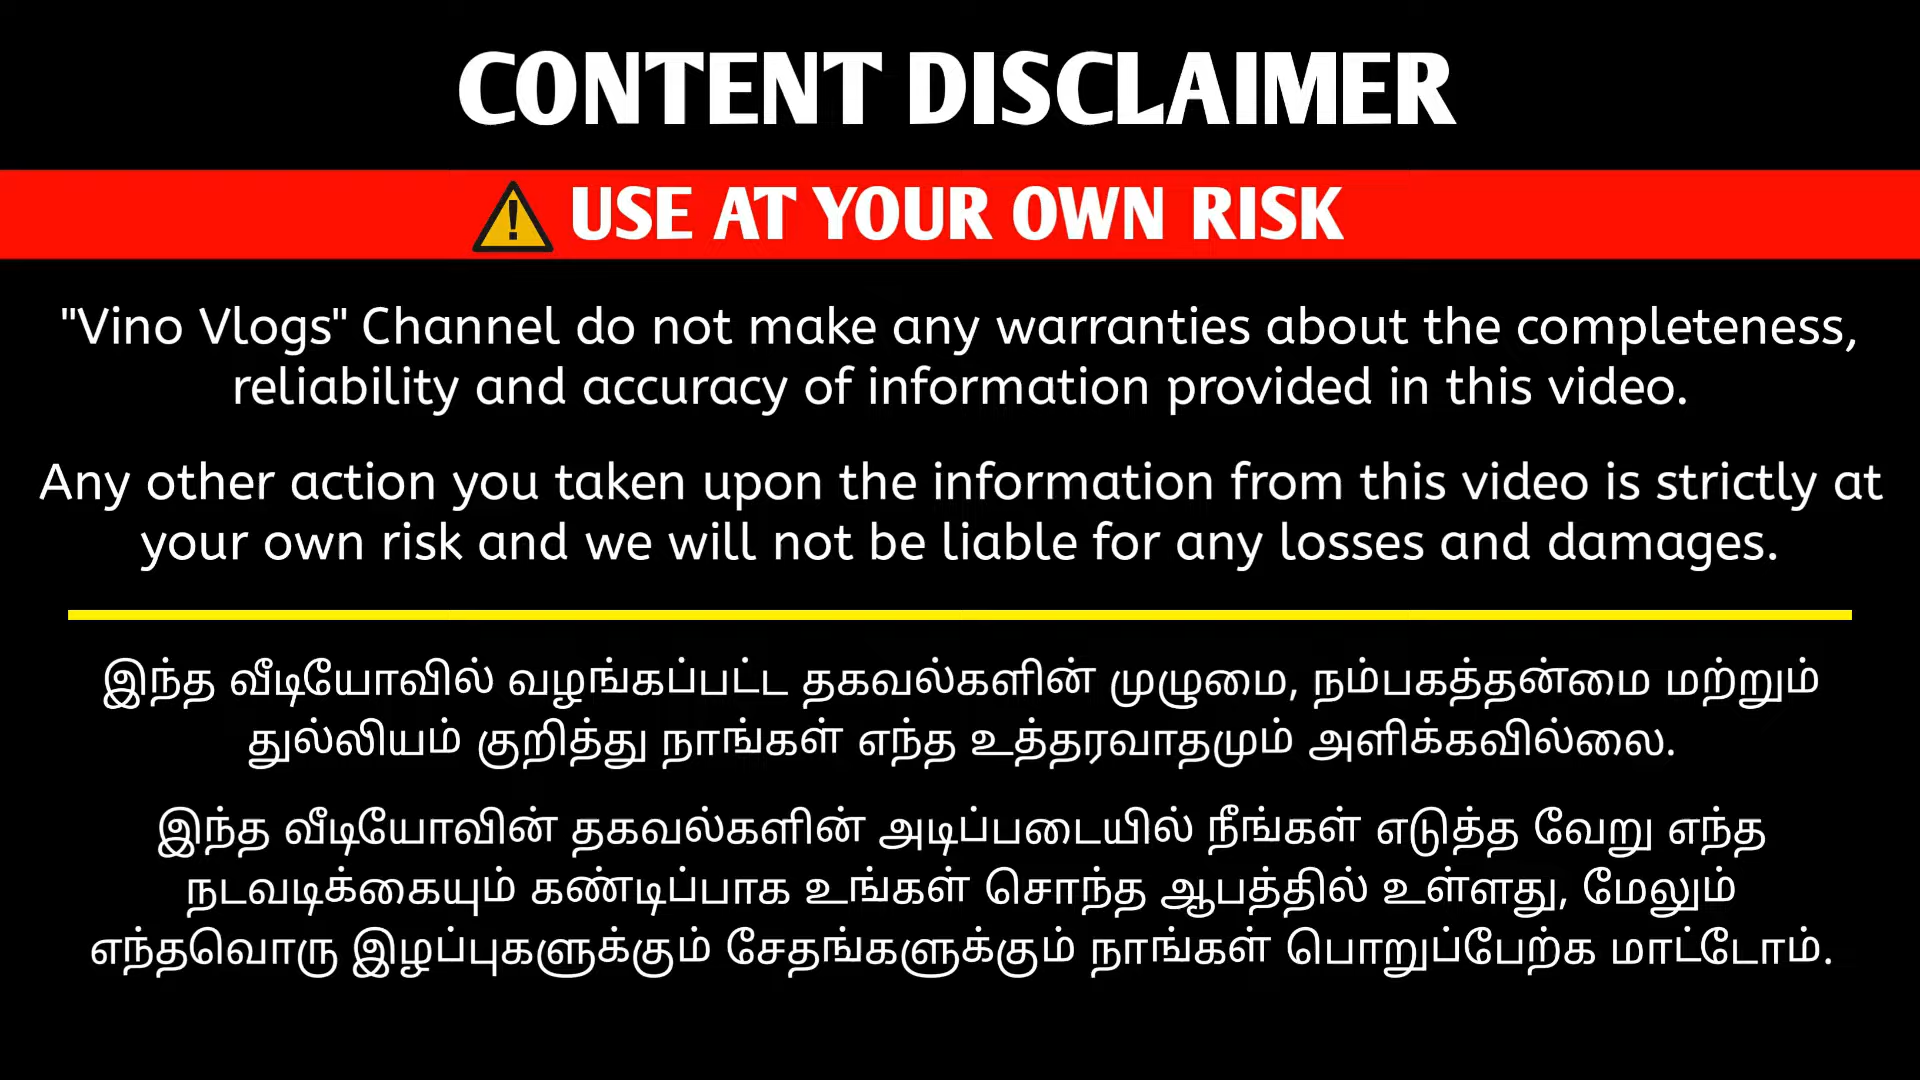 CONTENT DISCLAIMER
USE AT YOUR OWN RISK
"Vino Vlogs" Channel do not make any warranties about the completeness,
reliability and accuracy of information provided in this video.
Any other action you taken upon the information from this video is strictly at
your own risk and we will not be liable for any losses and damages.
இந்த வீடியோவில் வழங்கப்பட்ட தகவல்களின் முழுமை, நம்பகத்தன்மை மற்றும்
துல்லியம் குறித்து நாங்கள் எந்த உத்தரவாதமும் அளிக்கவில்லை.
இந்த வீடியோவின் தகவல்களின் அடிப்படையில் நீங்கள் எடுத்த வேறு எந்த
நடவடிக்கையும் கண்டிப்பாக உங்கள் சொந்த ஆபத்தில் உள்ளது, மேலும்
எந்தவொரு இழப்புகளுக்கும் சேதங்களுக்கும் நாங்கள் பொறுப்பேற்க மாட்டோம்.